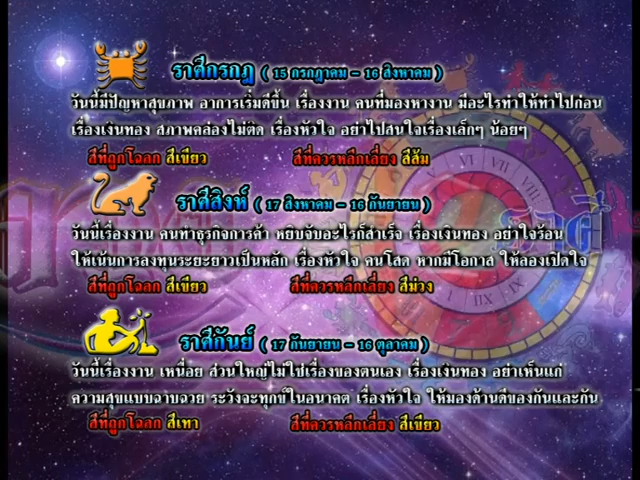 ราศีกรกฎ ( 15 กรกฎาคม - 16 สิงหาคม )
วันนี้มีปัญหาสุขภาพ อาการเริ่มดีขึ้น เรื่องงาน คนที่มองหางาน มีอะไรทำให้ทำไปก่อน
เรื่องเงินทอง สภาพคล่องไม่ติด เรื่องหัวใจ อย่าไปสนใจเรื่องเล็กๆ น้อยๆ
สีที่ถูกโฉลก สีเขียว สีที่ควรหลีกเลี่ยง สีส้ม
ราศีสิงห์ ( 17 สิงหาคม - 16 กันยายน )
วันนี้เรื่องงาน คนทำธุรกิจการค้า หยิบจับอะไรก็สำเร็จ เรื่องเงินทอง อย่าใจร้อน
ให้เน้นการลงทุนระยะยาวเป็นหลัก เรื่องหัวใจ คนโสด หากมีโอกาส ให้ลองเปิดใจ
สีที่ถูกโฉลก สีเขียว สีที่ควรหลีกเลี่ยง สีม่วง
ราศีกันย์ ( 17 กันยายน - 16 ตุลาคม )
วันนี้เรื่องงาน เหนื่อย ส่วนใหญ่ไม่ใช่เรื่องของตนเอง เรื่องเงินทอง อย่าเห็นแก่
ความสุขแบบฉาบฉวย ระวังจะทุกข์ในอนาคต เรื่องหัวใจ ให้มองด้านดีของกันและกัน
สีที่ถูกโฉลก สีเทา สีที่ควรหลีกเลี่ยง สีเขียว